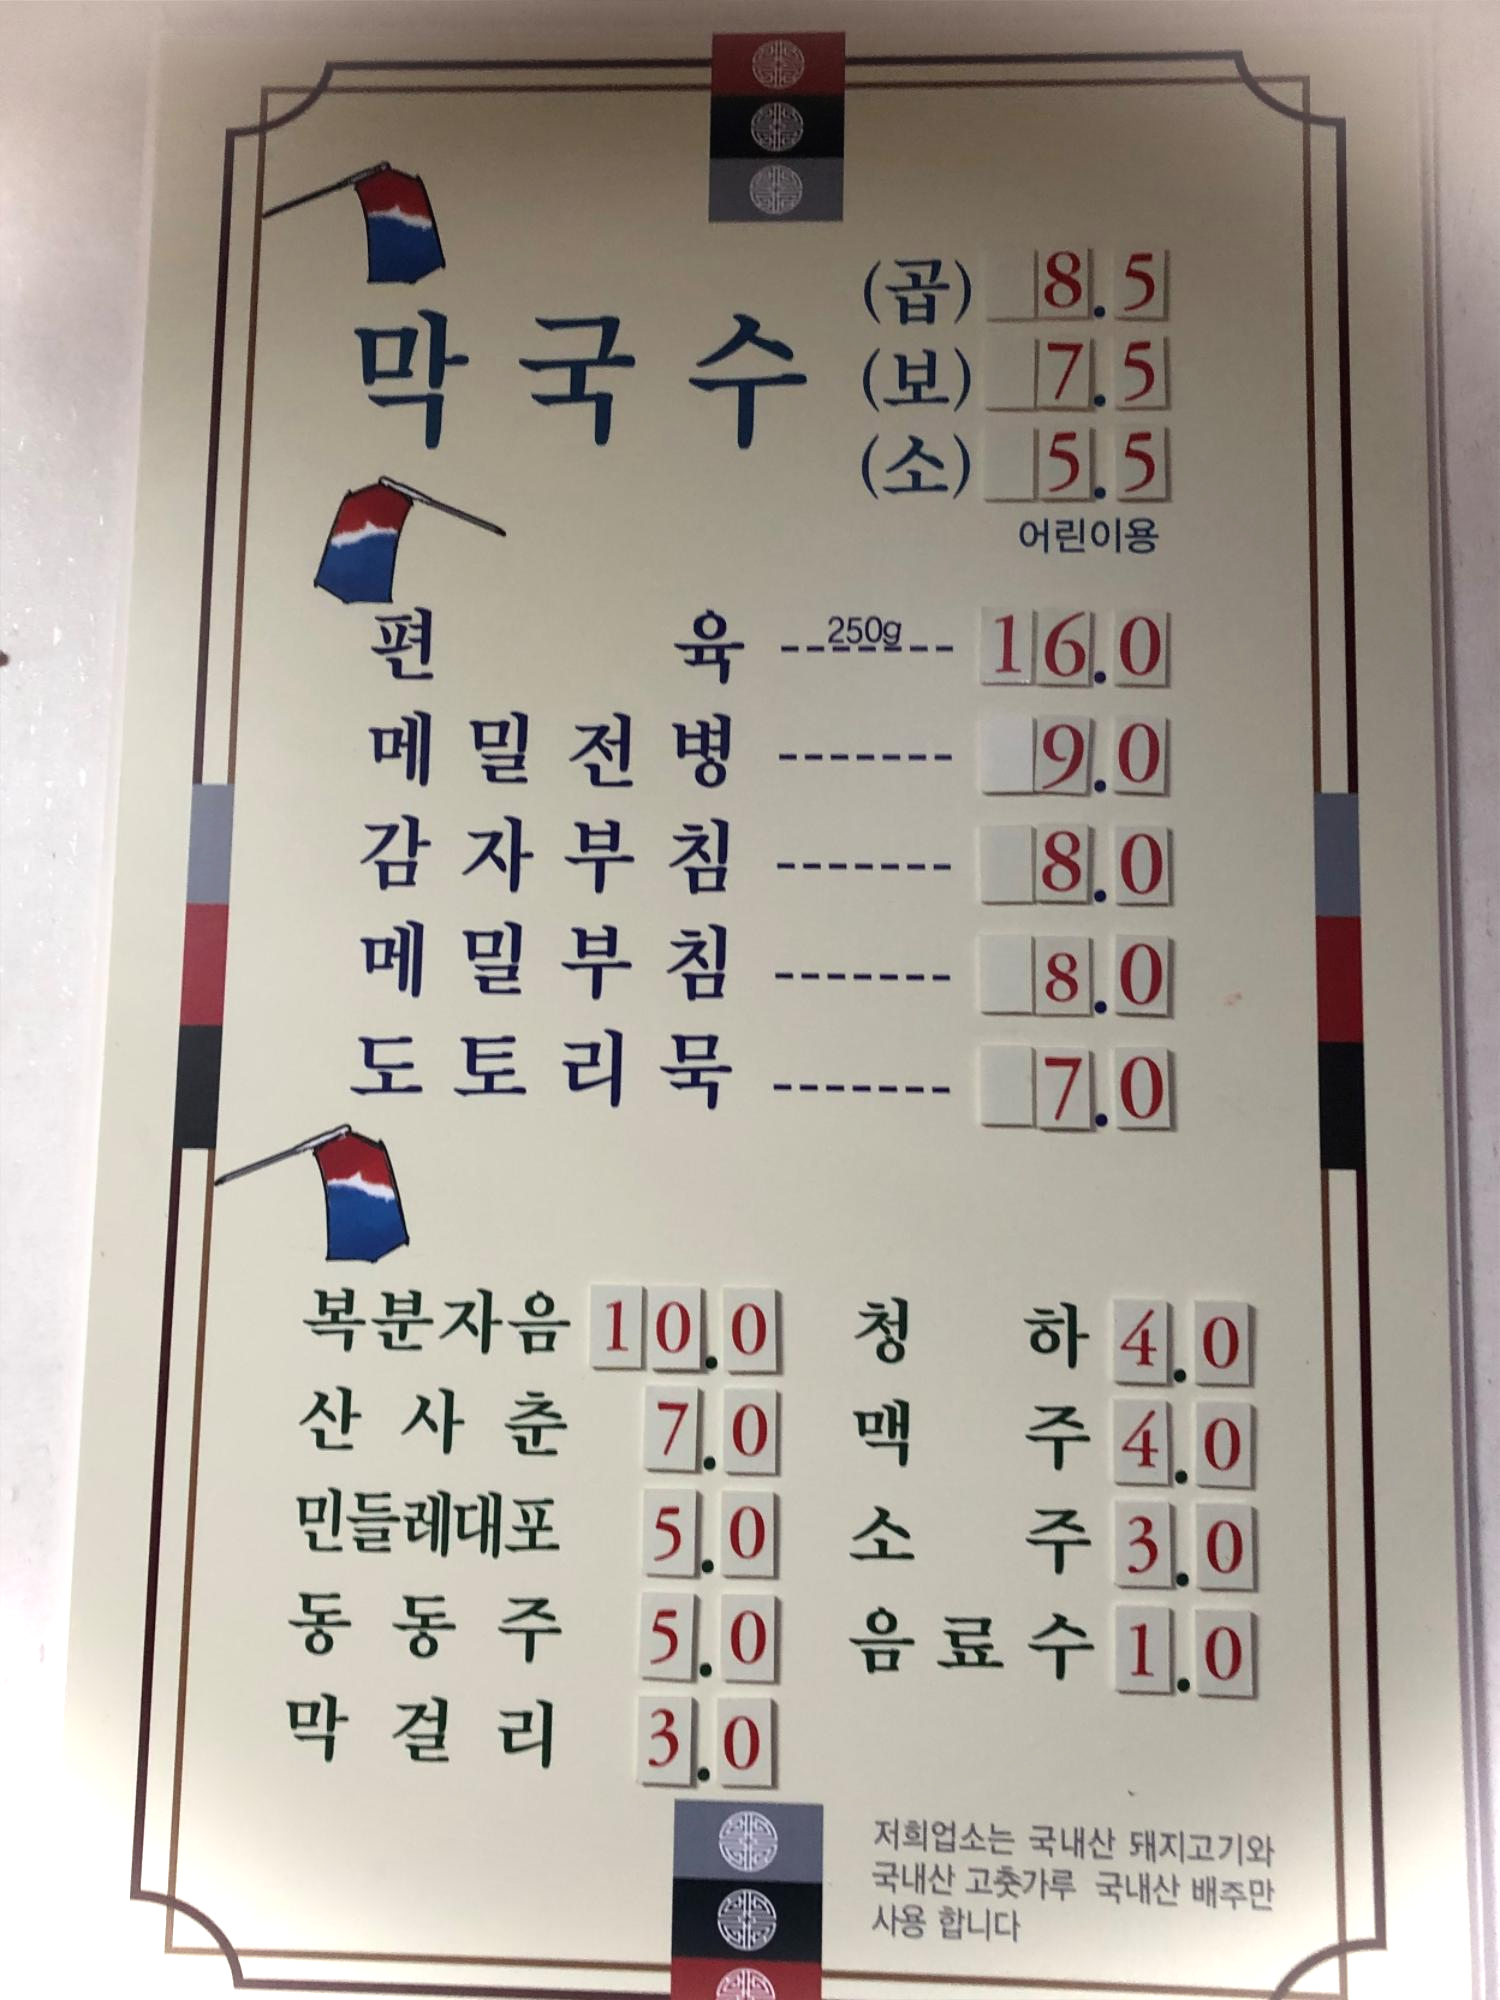 (곱) 8.5
막국수 (보) 7.5
(소) 5.5
어린이용
편육 ------- 250g 16.0
메밀전병 ------- 9.0
감자부침 ------- 8.0
메밀부침 ------- 8.0
도토리묵 ------- 7.0
복분자음 10.0 청하 4.0
산사춘 7.0 맥주 4.0
민들레대포 5.0 소주 3.0
동동주 5.0 음료수 1.0
막걸리 3.0
저희업소는 국내산 돼지고기와
국내산 고춧가루 국내산 배추만
사용 합니다